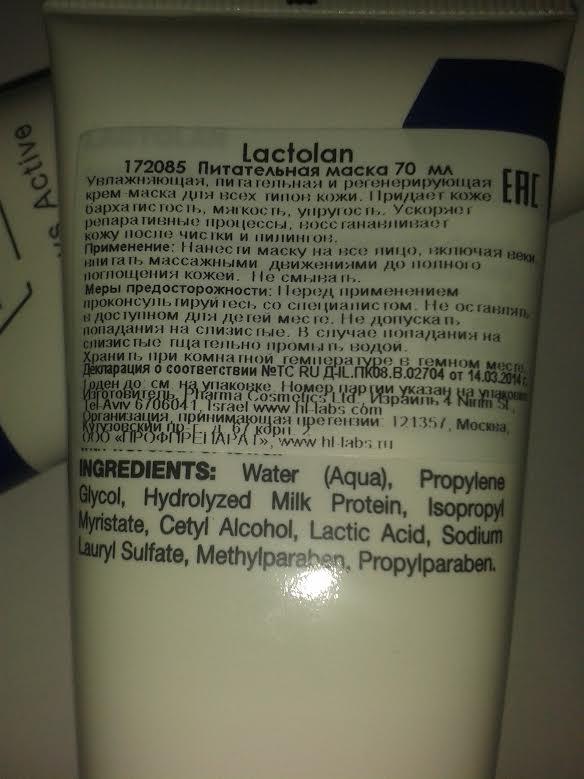 's Active
Lactolan
172085 Питательная маска 70 мл
EAC
Увлажняющая, питательная и регенерирующая
крем-маска для всех типов кожи. Придает коже
бархатистость, мягкость, упругость. Ускоряет
репаративные процессы, восстанавливает
кожу после чистки и пилингов.
Применение: Нанести маску на все лицо, включая веки,
впитать массажными движениями до полного
поглощения кожей. Не смывать.
Меры предосторожности: Перед применением
проконсультируйтесь со специалистом. Не оставлять
в доступном для детей месте. Не допускать
попадания на слизистые. В случае попадания на
слизистые тщательно промыть водой.
Хранить при комнатной температуре в темном месте.
Декларация о соответствии №ТС RU Д-IL.ПК08.В.02704 от 14.03.2014 г.
Годен до: см. на упаковке. Номер партии указан на упаковке
Изготовитель: Pharma Cosmetics Ltd, Израиль 4 Nirim St.,
Tel-Aviv 6706041, Israel www.hl-labs.com
Организация, принимающая претензии: 121357, Москва,
Кутузовский пр-т, д. 67 корп. 2
ООО «ПРОФПРЕПАРАТ», www.hl-labs.ru
INGREDIENTS: Water (Aqua), Propylene
Glycol, Hydrolyzed Milk Protein, Isopropyl
Myristate, Cetyl Alcohol, Lactic Acid, Sodium
Lauryl Sulfate, Methylparaben, Propylparaben.